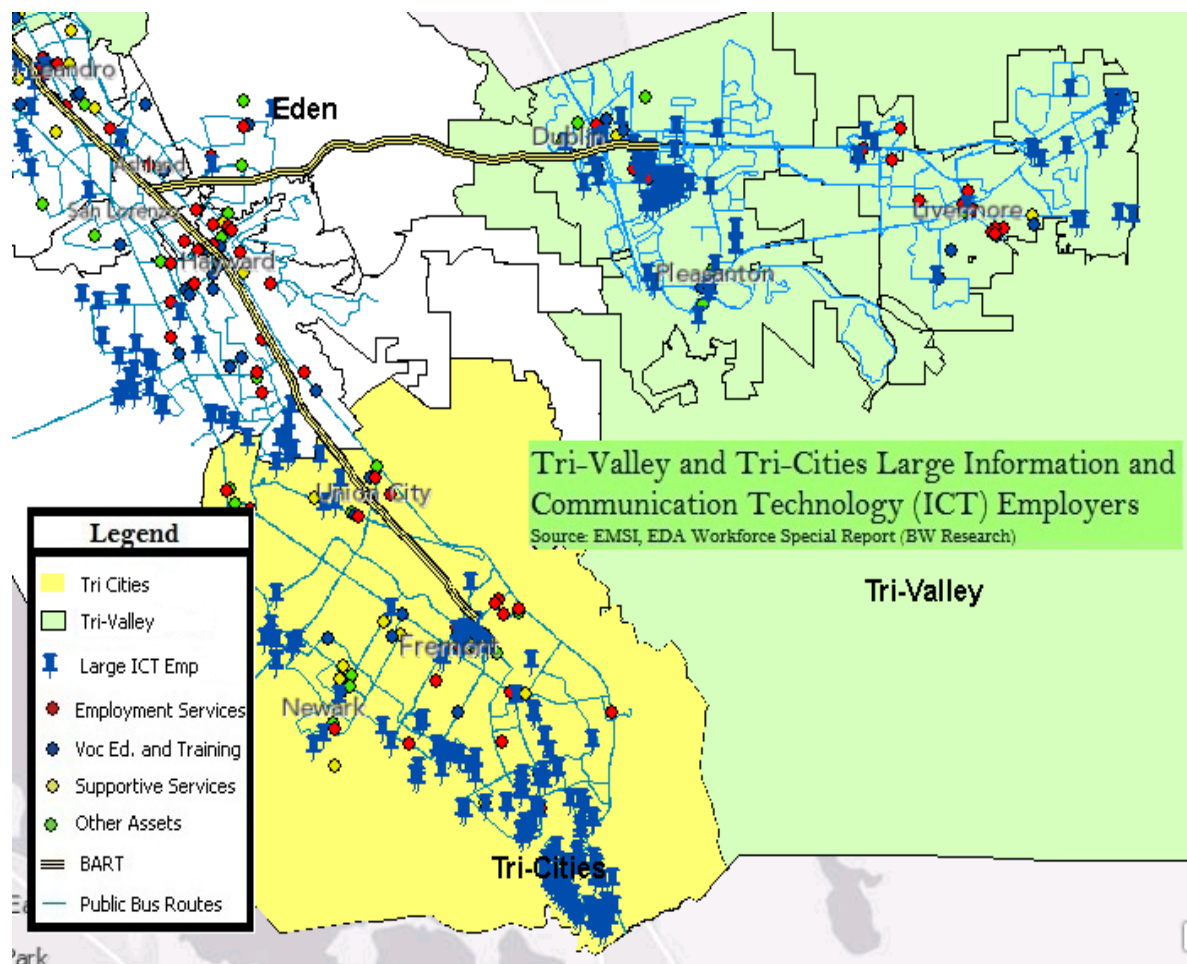 Leandro
Eden
Ashland
San Lorenzo
Hayward
Dublin
Livermore
Pleasanton
Tri-Valley and Tri-Cities Large Information and
Communication Technology (ICT) Employers
Source: EMSI, EDA Workforce Special Report (BW Research)
Union City
Tri-Valley
Legend
Tri Cities
Tri-Valley
Large ICT Emp
Employment Services
Voc Ed. and Training
Supportive Services
Other Assets
BART
Public Bus Routes
Fremont
Newark
Tri-Cities
Park